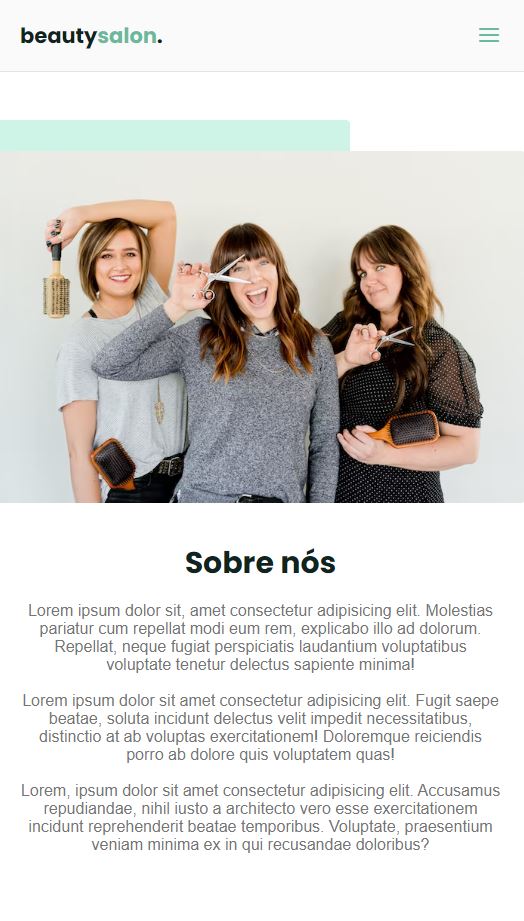 beautysalon.
Sobre nós
Lorem ipsum dolor sit, amet consectetur adipisicing elit. Molestias
pariatur cum repellat modi eum rem, explicabo illo ad dolorum.
Repellat, neque fugiat perspiciatis laudantium voluptatibus
voluptate tenetur delectus sapiente minima!
Lorem ipsum dolor sit amet consectetur adipisicing elit. Fugit saepe
beatae, soluta incidunt delectus velit impedit necessitatibus,
distinctio at ab voluptas exercitationem! Doloremque reiciendis
porro ab dolore quis voluptatem quas!
Lorem, ipsum dolor sit amet consectetur adipisicing elit. Accusamus
repudiandae, nihil iusto a architecto vero esse exercitationem
incidunt reprehenderit beatae temporibus. Voluptate, praesentium
veniam minima ex in qui recusandae doloribus?